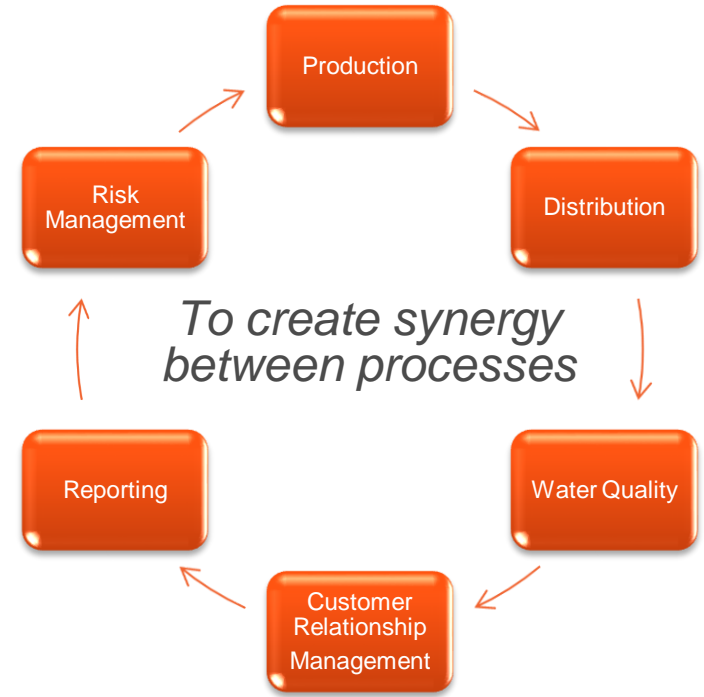 Production
Risk
Management
Distribution
To create synergy
between processes
Reporting
Water Quality
Customer
Relationship
Management